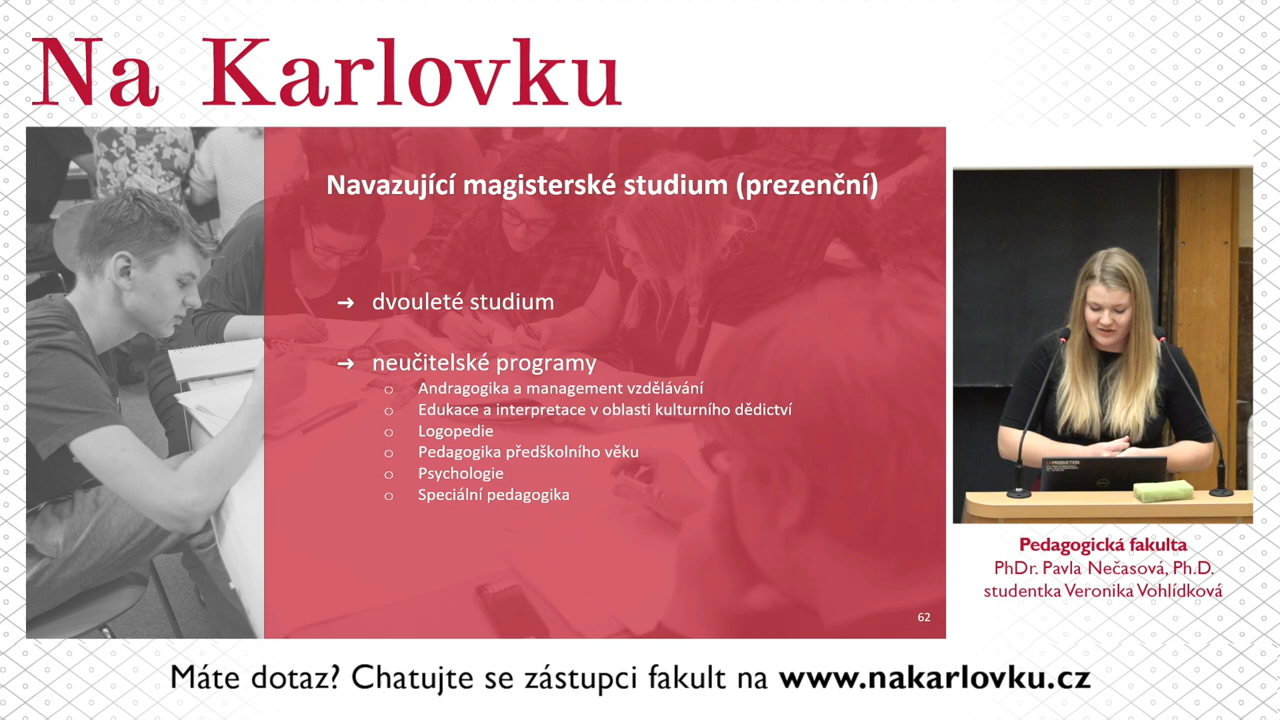 Na Karlovku
Navazující magisterské studium (prezenční)
→ dvouleté studium
→ neučitelské programy
o Andragogika a management vzdělávání
o Edukace a interpretace v oblasti kulturního dědictví
o Logopedie
o Pedagogika předškolního věku
o Psychologie
o Speciální pedagogika
62
Pedagogická fakulta
PhDr. Pavla Nečasová, Ph.D.
studentka Veronika Vohlídková
Máte dotaz? Chatujte se zástupci fakult na www.nakarlovku.cz